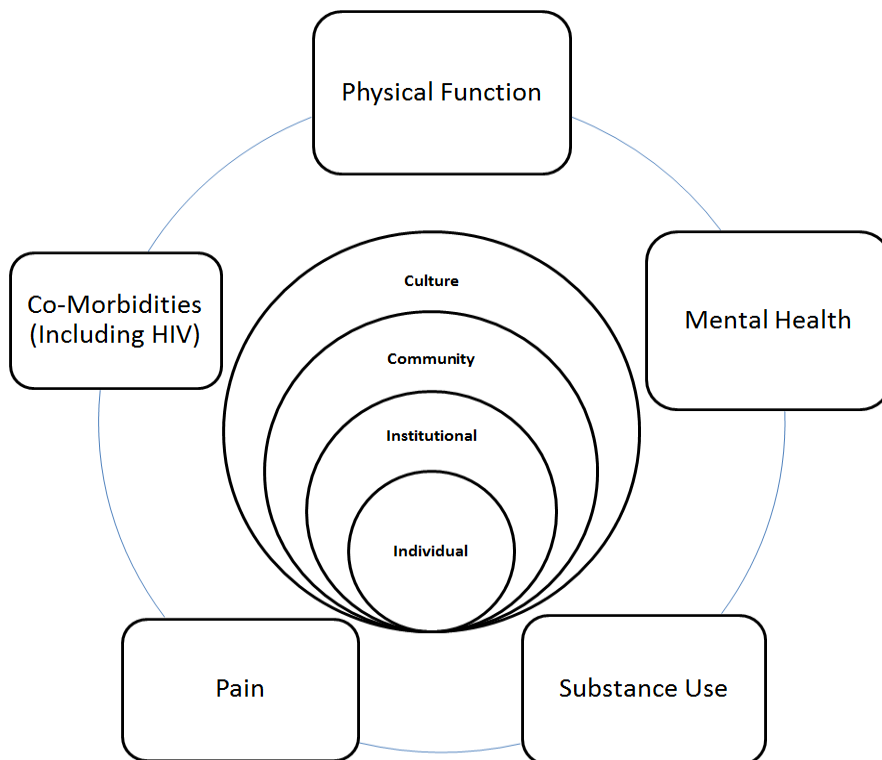 Physical Function
Co-Morbidities
(Including HIV)
Mental Health
Culture
Community
Institutional
Individual
Pain
Substance Use